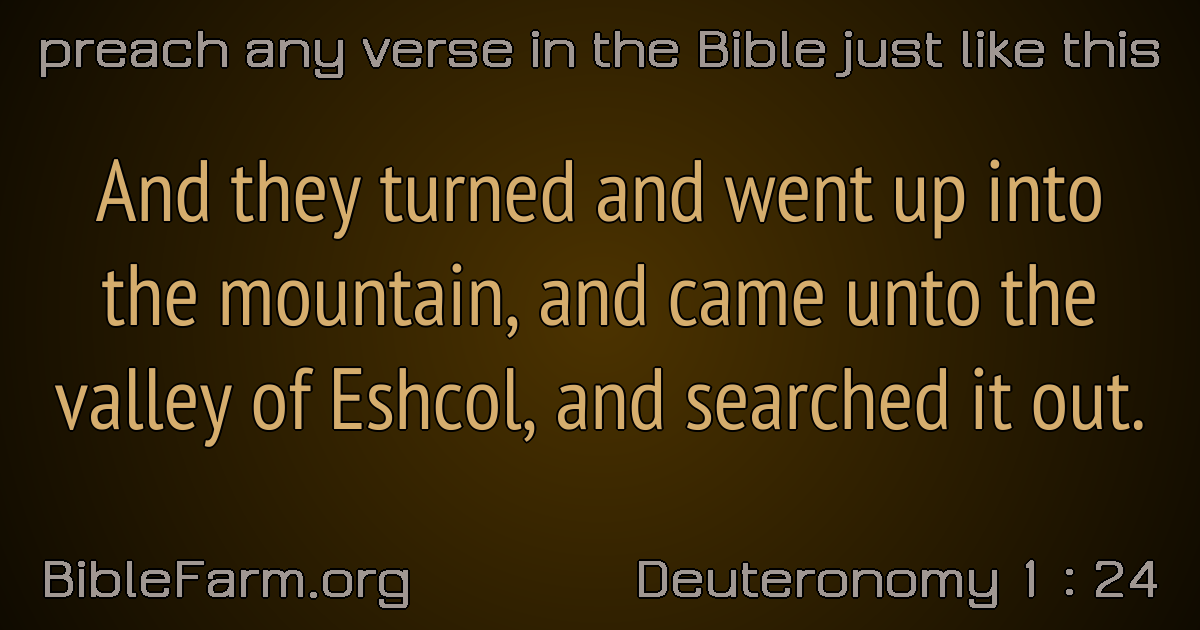 preach any verse in the Bible just like this
And they turned and went up into
the mountain, and came unto the
valley of Eshcol, and searched it out.
BibleFarm.org
Deuteronomy 1 : 24